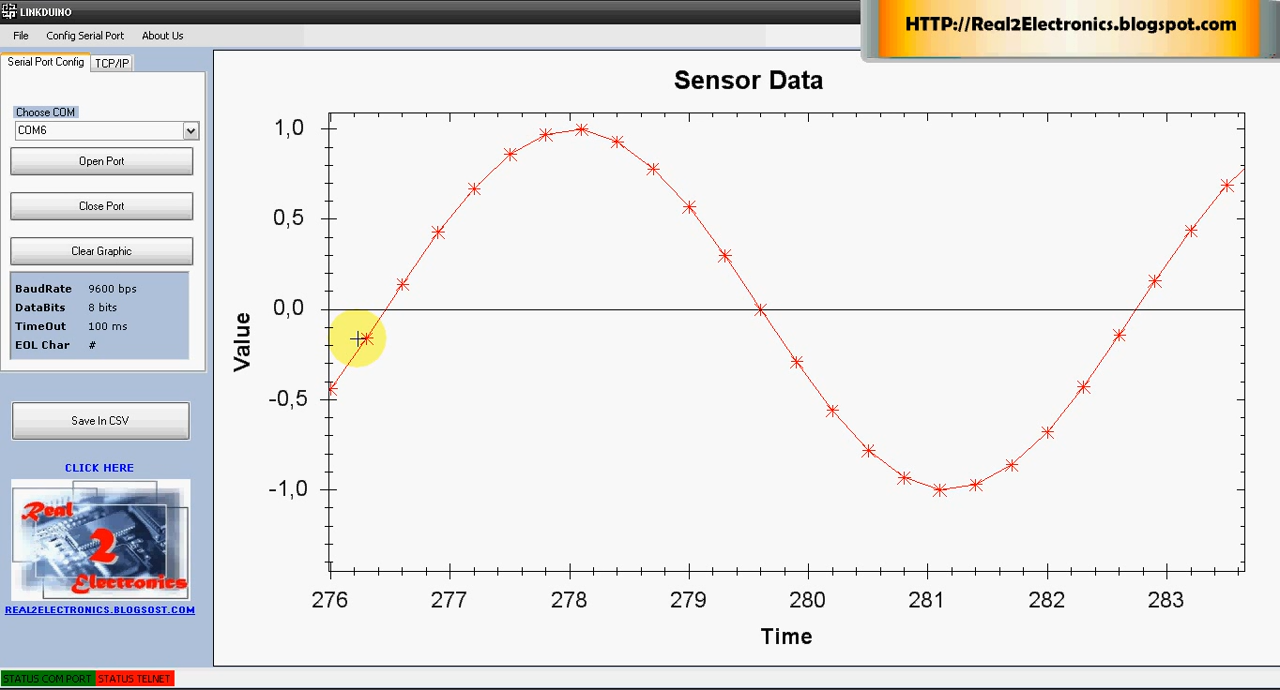 LINKDUINO
HTTP://Real2Electronics.blogspot.com
File Config Serial Port About Us
Serial Port Config TCP/IP
Choose COM
COM6
Open Port
Close Port
Clear Graphic
BaudRate 9600 bps
DataBits 8 bits
TimeOut 100 ms
EOL Char #
Save In CSV
CLICK HERE
Real
2
Electronics
REAL2ELECTRONICS.BLOGSOST.COM
STATUS COM PORT STATUS TELNET
Sensor Data
1,0
0,5
0,0
-0,5
-1,0
Value
276 277 278 279 280 281 282 283
Time